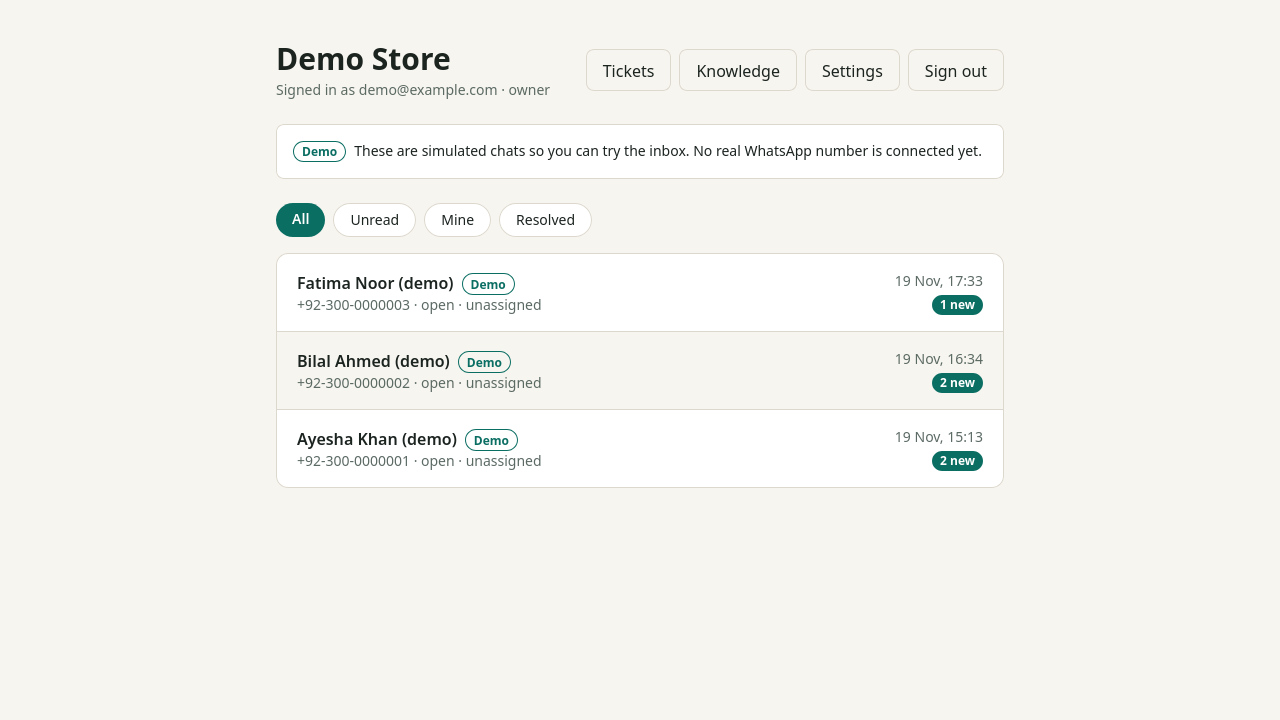 Demo Store
Signed in as demo@example.com · owner
Tickets
Knowledge
Settings
Sign out
Demo These are simulated chats so you can try the inbox. No real WhatsApp number is connected yet.
All
Unread
Mine
Resolved
Fatima Noor (demo) Demo
+92-300-0000003 · open · unassigned
19 Nov, 17:33
1 new
Bilal Ahmed (demo) Demo
+92-300-0000002 · open · unassigned
19 Nov, 16:34
2 new
Ayesha Khan (demo) Demo
+92-300-0000001 · open · unassigned
19 Nov, 15:13
2 new